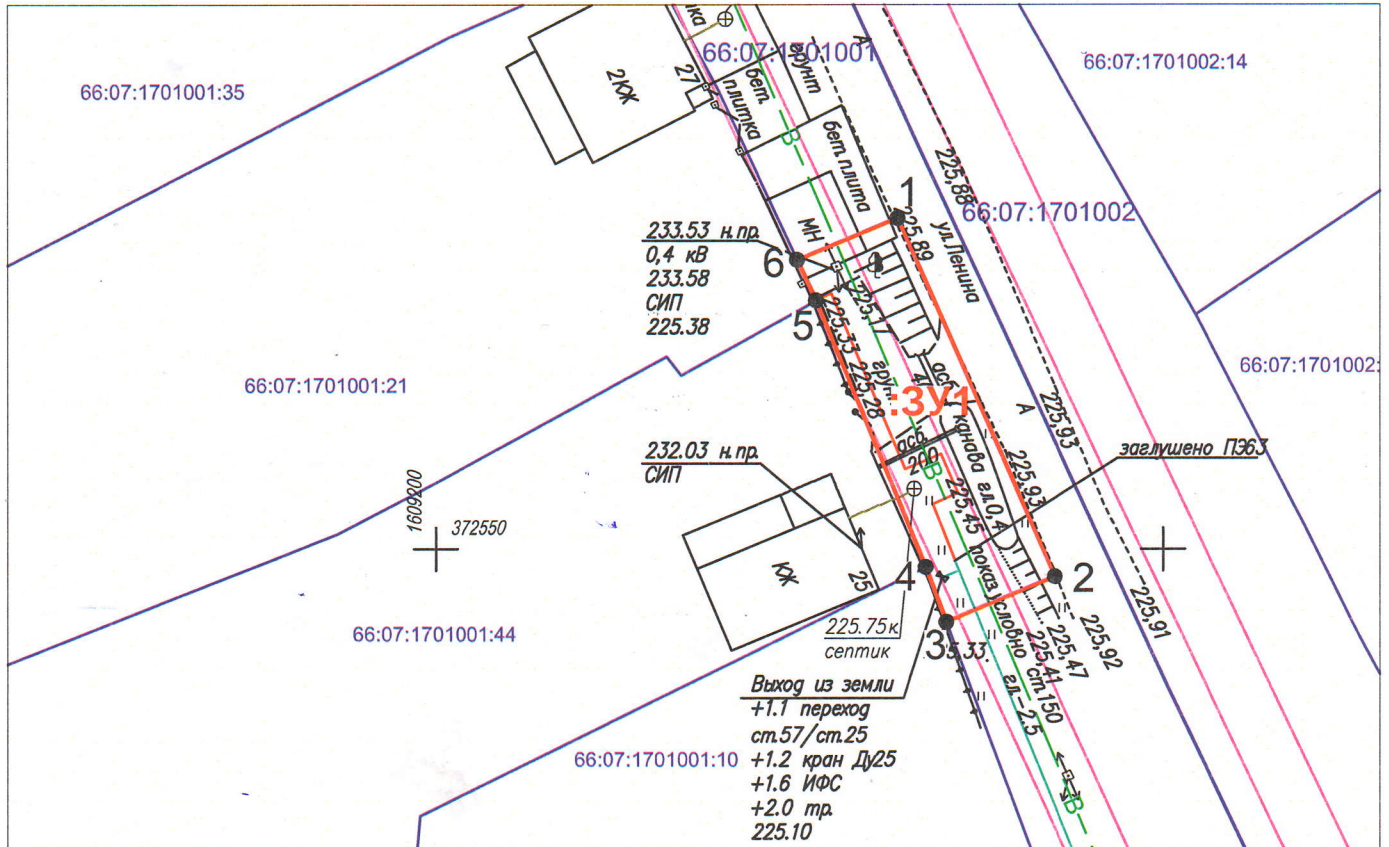 66:07:1701001:35
2КЖ
27
66:07:1701001
грунт
бет.
плитка
бет. плита
А
В
66:07:1701002:14
225,88
66:07:1701002
1
225,89
ул. Ленина
МН
233.53 н.пр.
0,4 кВ
233.58
СИП
225.38
6
5
225,17
225,33
225,28
66:07:1701001:21
66:07:1701002:
:ЗУ1
асб.
канава гл.0,4
А
225,93
225,93
заглушено ПЭ63
асб.
200
В
225,45
показ условно
232.03 н.пр.
СИП
1609200
372550
КЖ
25
4
2
3
225.75к
септик
5.33.
225,91
225,92
225,47
225,41
ст.150
гл.-2.5
66:07:1701001:44
Выход из земли
+1.1 переход
ст.57/ст.25
+1.2 кран Ду25
+1.6 ИФС
+2.0 тр.
225.10
66:07:1701001:10
В